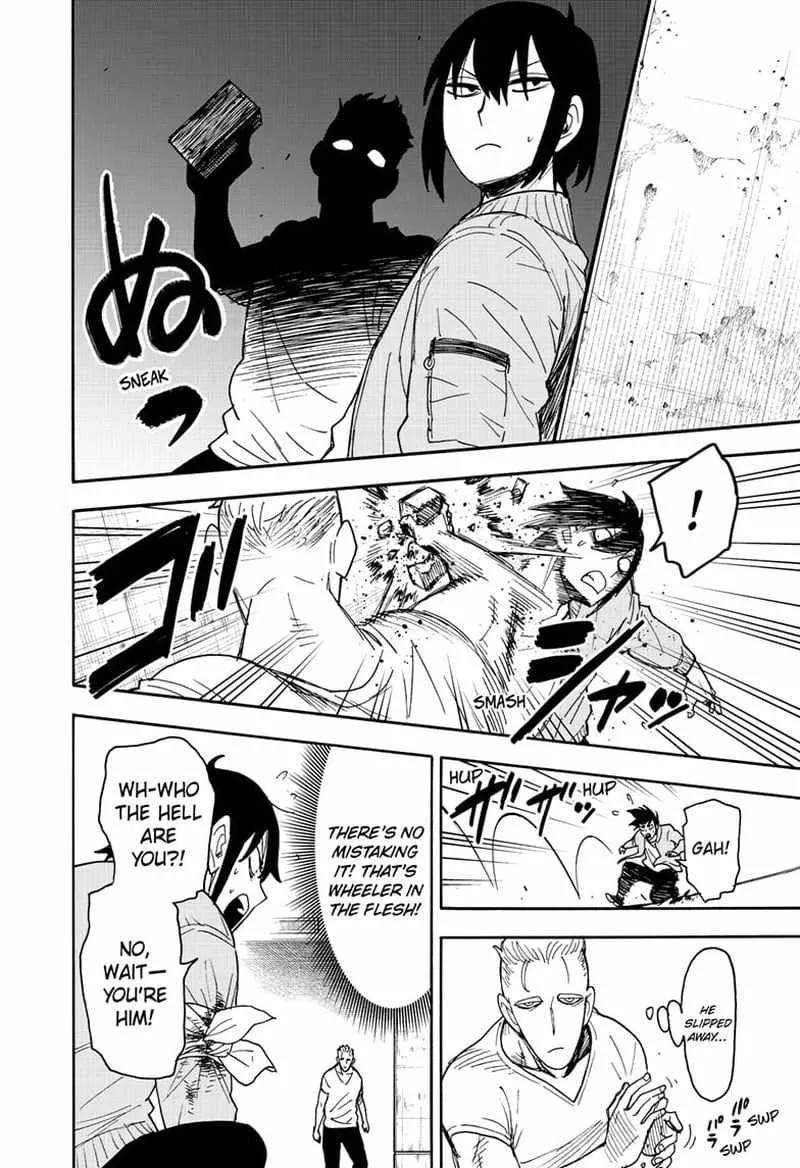 ぬっ
SNEAK
!
ゴ
シャッ
SMASH
HUP
HUP
ザザッ
GAH!
HE
SLIPPED
AWAY...
パラ
パラ
SWP
SWP
THERE'S NO
MISTAKING
IT! THAT'S
WHEELER IN
THE FLESH!
WH-WHO
THE HELL
ARE
YOU?!
NO,
WAIT—
YOU'RE
HIM!